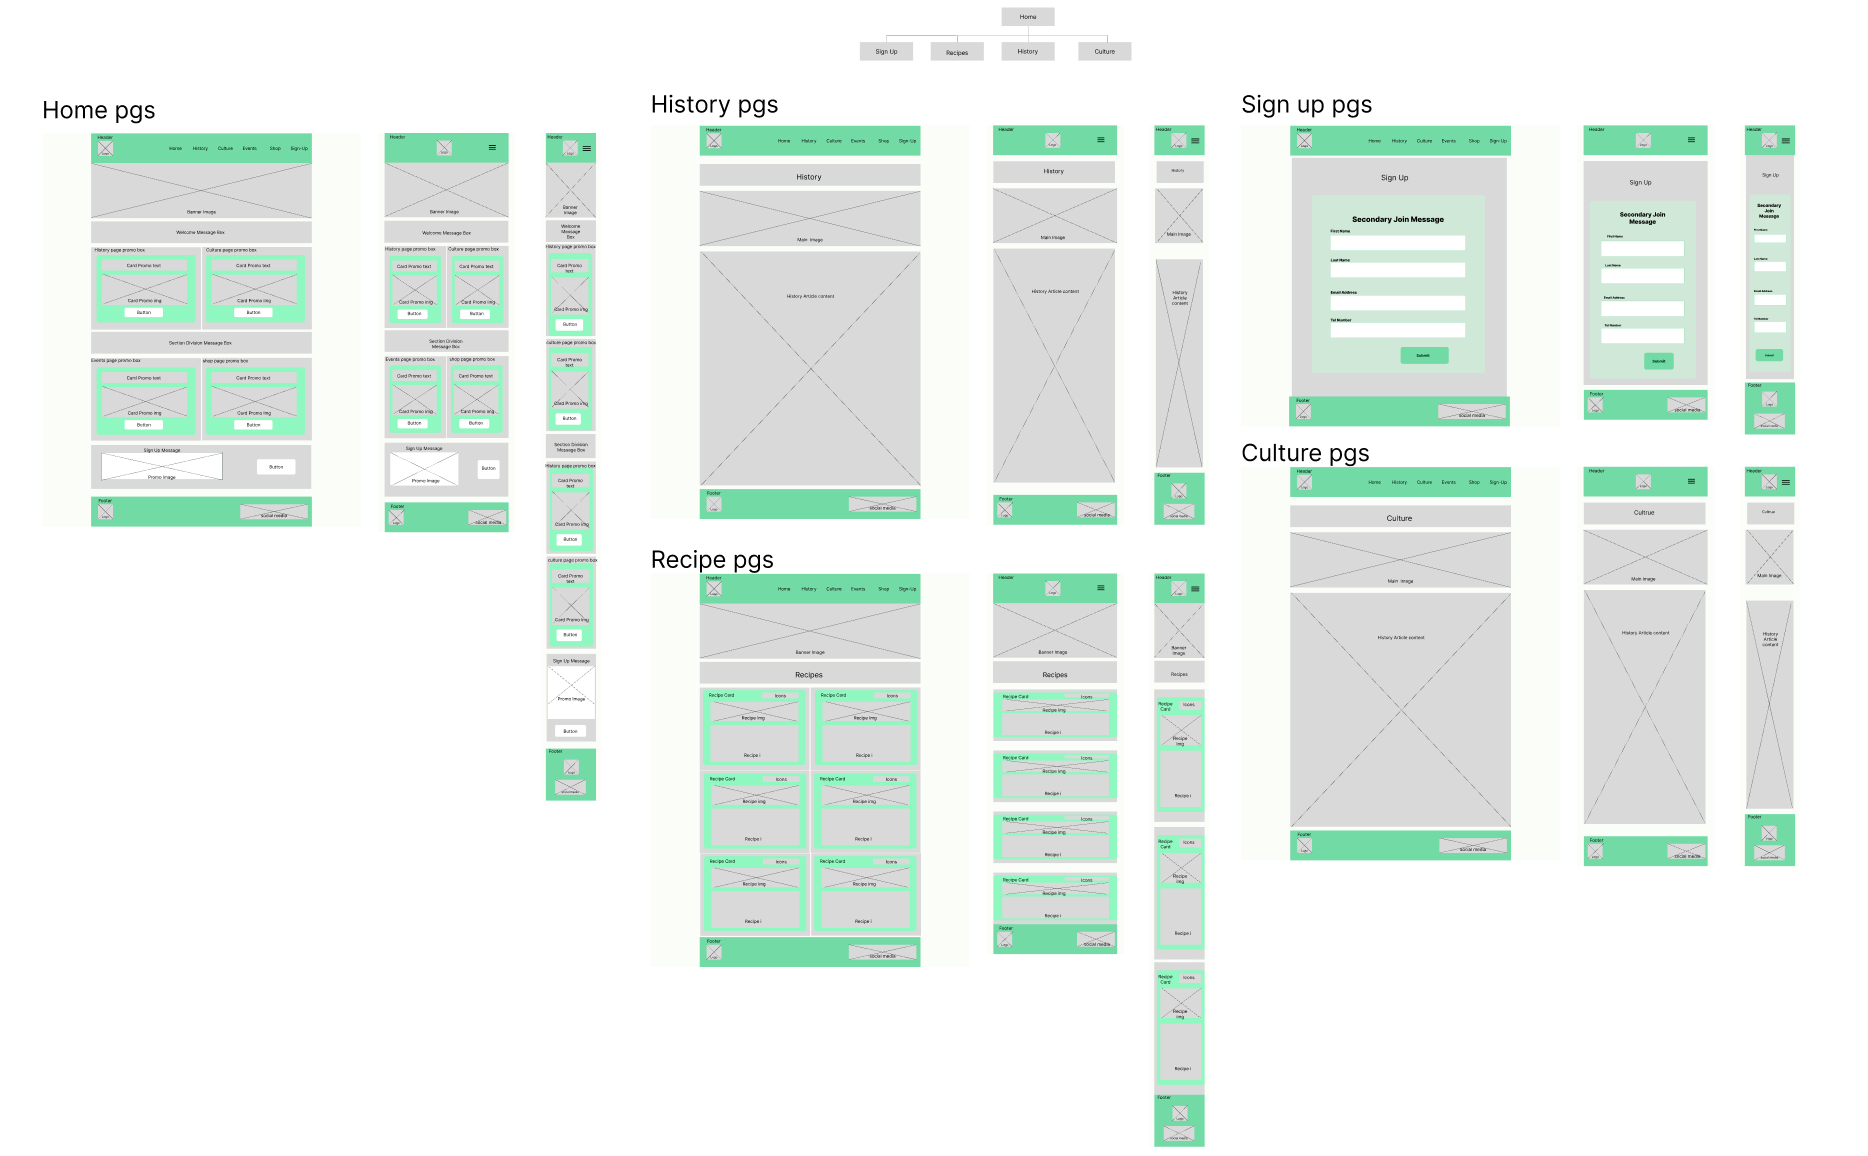 Home
Sign Up
Recipes
History
Culture
Home pgs
Header
Logo
Home
History
Culture
Events
Shop
Sign-Up
Banner Image
Welcome Message Box
History page promo box
Culture page promo box
Card Promo text
Card Promo text
Card Promo img
Card Promo img
Button
Button
Section Division Message Box
Events page promo box
shop page promo box
Card Promo text
Card Promo text
Card Promo img
Card Promo img
Button
Button
Sign Up Message
Promo Image
Button
Footer
Logo
social media
Header
Logo
Banner Image
Welcome Message Box
History page promo box
Culture page promo box
Card Promo text
Card Promo text
Card Promo img
Card Promo img
Button
Button
Section Division
Message Box
Events page promo box
shop page promo box
Card Promo text
Card Promo text
Card Promo img
Card Promo img
Button
Button
Sign Up Message
Promo Image
Button
Footer
Logo
social media
Header
Logo
Banner
Image
Welcome
Message
Box
History page promo box
Card Promo
text
Card Promo img
Button
culture page promo box
Card Promo
text
Card Promo img
Button
Section Division
Message Box
History page promo box
Card Promo
text
Card Promo img
Button
culture page promo box
Card Promo
text
Card Promo img
Button
Sign Up Message
Promo Image
Button
Footer
Logo
History pgs
Header
Logo
Home
History
Culture
Events
Shop
Sign-Up
History
Main Image
History Article content
Footer
Logo
social media
Header
Logo
History
Main Image
History Article content
Footer
Logo
social media
Header
Logo
History
Main Image
History
Article
content
Footer
Logo
social media
Recipe pgs
Header
Logo
Home
History
Culture
Events
Shop
Sign-Up
Banner Image
Recipes
Recipe Card
Icons
Recipe Card
Icons
Recipe img
Recipe img
Recipe i
Recipe i
Recipe Card
Icons
Recipe Card
Icons
Recipe img
Recipe img
Recipe i
Recipe i
Recipe Card
Icons
Recipe Card
Icons
Recipe img
Recipe img
Recipe i
Recipe i
Footer
Logo
social media
Header
Logo
Banner Image
Recipes
Recipe Card
Icons
Recipe img
Recipe i
Recipe Card
Icons
Recipe img
Recipe i
Recipe Card
Icons
Recipe img
Recipe i
Recipe Card
Icons
Recipe img
Recipe i
Footer
Logo
social media
Header
Logo
Banner
Image
Recipes
Recipe
Card
Icons
Recipe
img
Recipe i
Recipe
Card
Icons
Recipe
img
Recipe i
Recipe
Card
Icons
Recipe
img
Recipe i
Footer
Logo
social media
Sign up pgs
Header
Logo
Home
History
Culture
Events
Shop
Sign-Up
Sign Up
Secondary Join Message
First Name
Last Name
Email Address
Tel Number
Submit
Footer
Logo
social media
Header
Logo
Sign Up
Secondary Join
Message
First Name
Last Name
Email Address
Tel Number
Submit
Footer
Logo
social media
Header
Logo
Sign Up
Secondary
Join
Message
First Name
Last Name
Email Address
Tel Number
Submit
Footer
Logo
Culture pgs
Header
Logo
Home
History
Culture
Events
Shop
Sign-Up
Culture
Main Image
History Article content
Footer
Logo
social media
Header
Logo
Cultrue
Main Image
History Article content
Footer
Logo
social media
Header
Logo
Cultrue
Main Image
History
Article
content
Footer
Logo